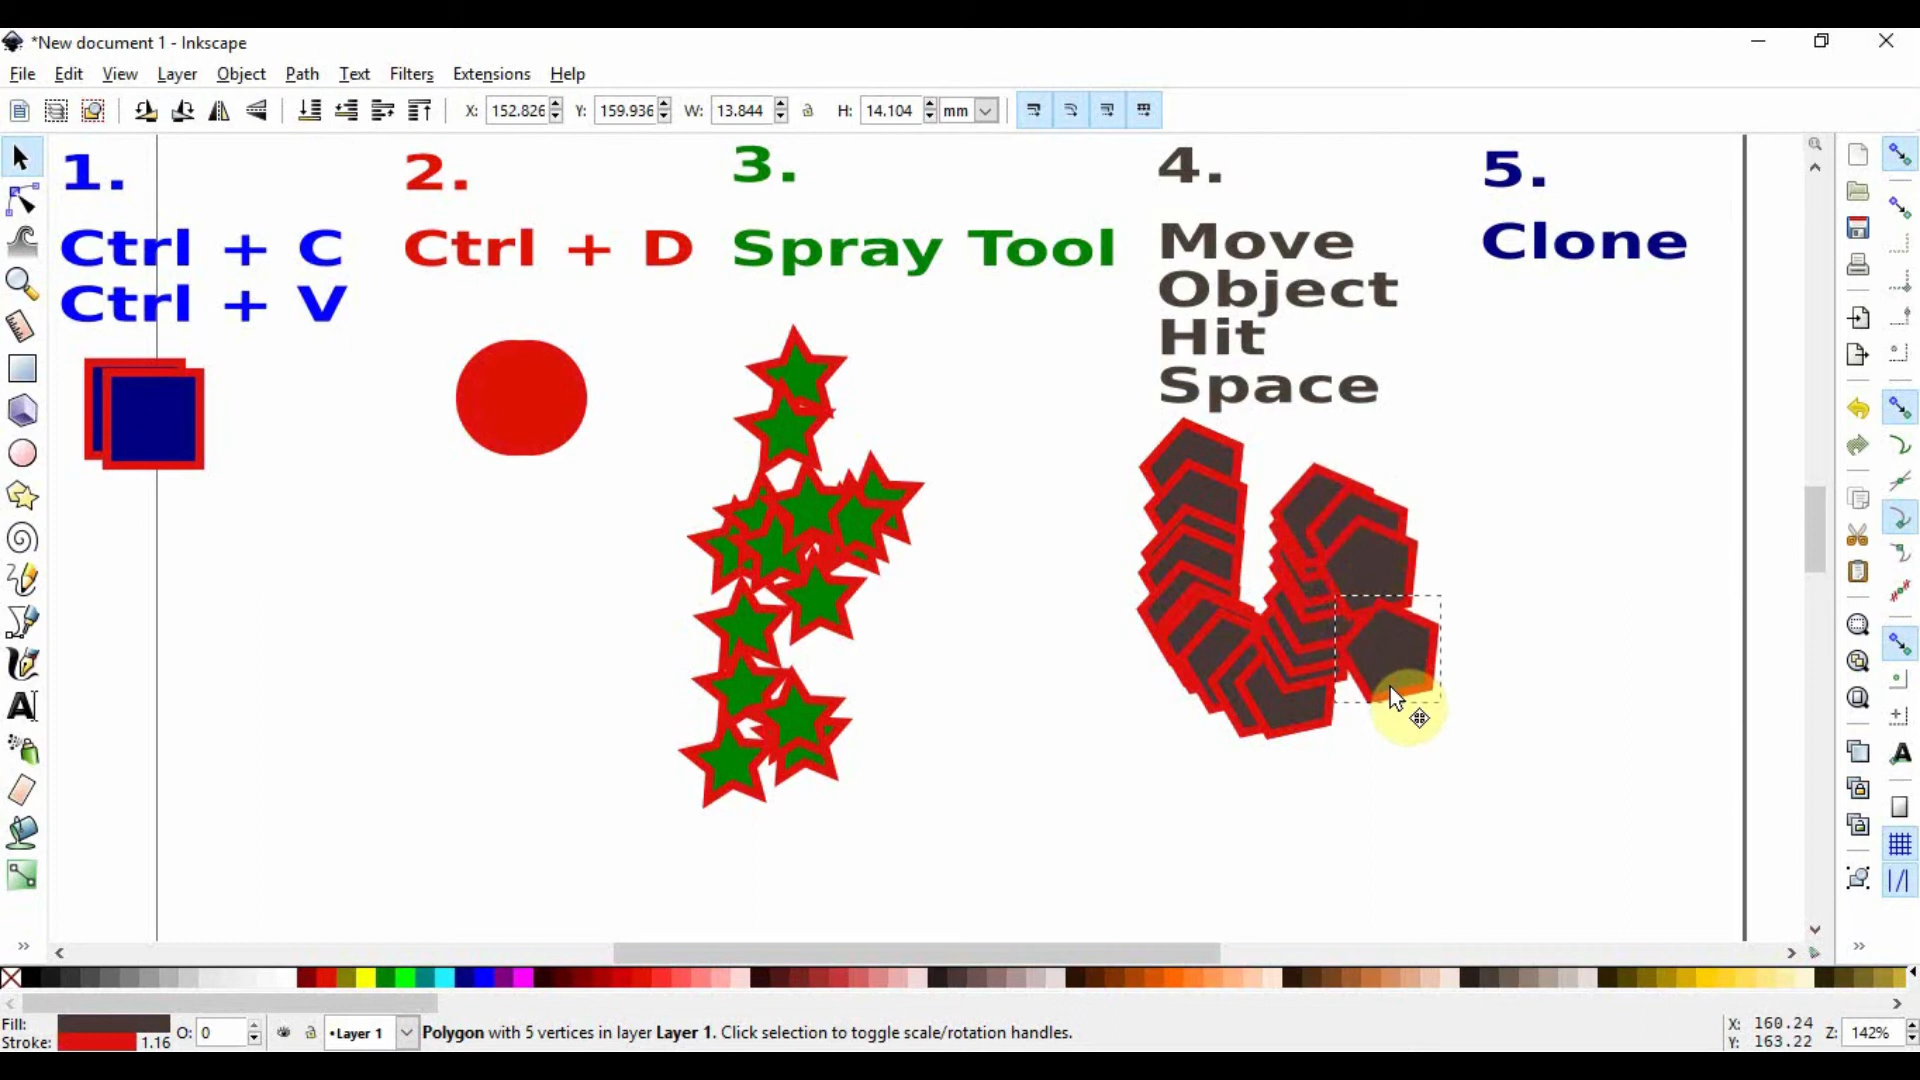 *New document 1 - Inkscape
File Edit View Layer Object Path Text Filters Extensions Help
X: 152.826 Y: 159.936 W: 13.844 H: 14.104 mm
1.
Ctrl + C
Ctrl + V
2.
Ctrl + D
3.
Spray Tool
4.
Move
Object
Hit
Space
5.
Clone
Fill:
Stroke: 1.16
O: 0
•Layer 1
Polygon with 5 vertices in layer Layer 1. Click selection to toggle scale/rotation handles.
X: 160.24
Y: 163.22
Z: 142%